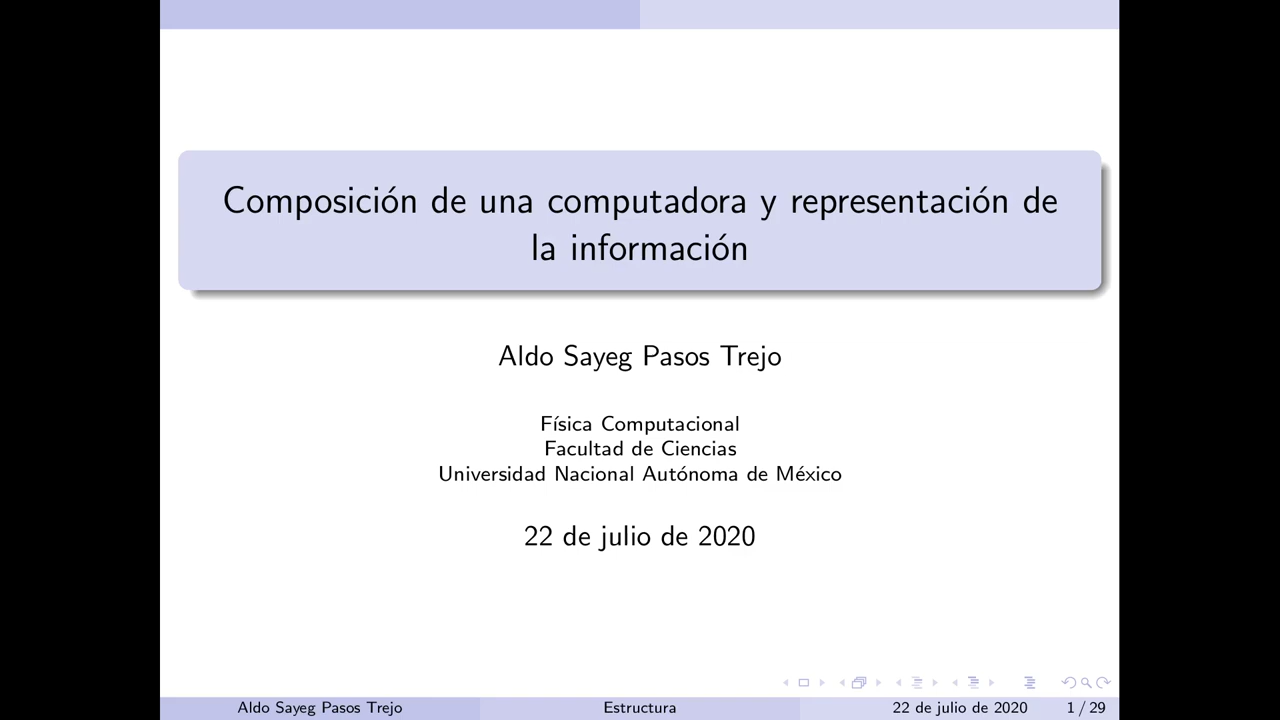 Composición de una computadora y representación de
la información
Aldo Sayeg Pasos Trejo
Física Computacional
Facultad de Ciencias
Universidad Nacional Autónoma de México
22 de julio de 2020
Aldo Sayeg Pasos Trejo
Estructura
22 de julio de 2020
1 / 29